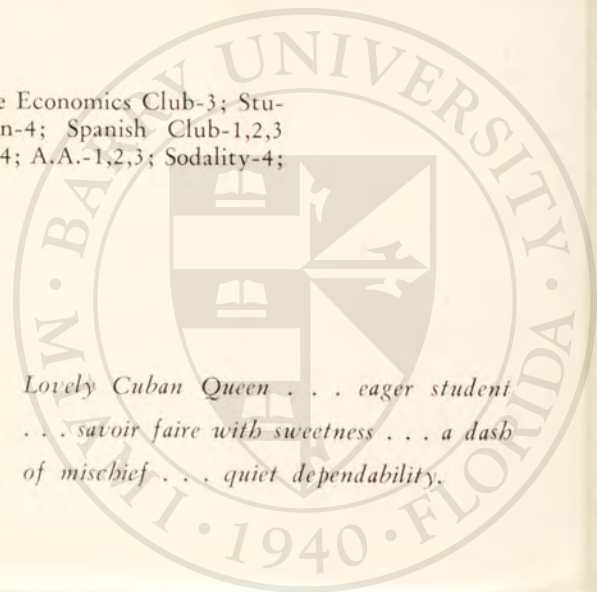 e Economics Club-3; Stu-
n-4; Spanish Club-1,2,3
4; A.A.-1,2,3; Sodality-4;
Lovely Cuban Queen . . . eager student
. . . savoir faire with sweetness . . . a dash
of mischief . . . quiet dependability.
BARRY UNIVERSITY
MIAMI • 1940 • FLORIDA